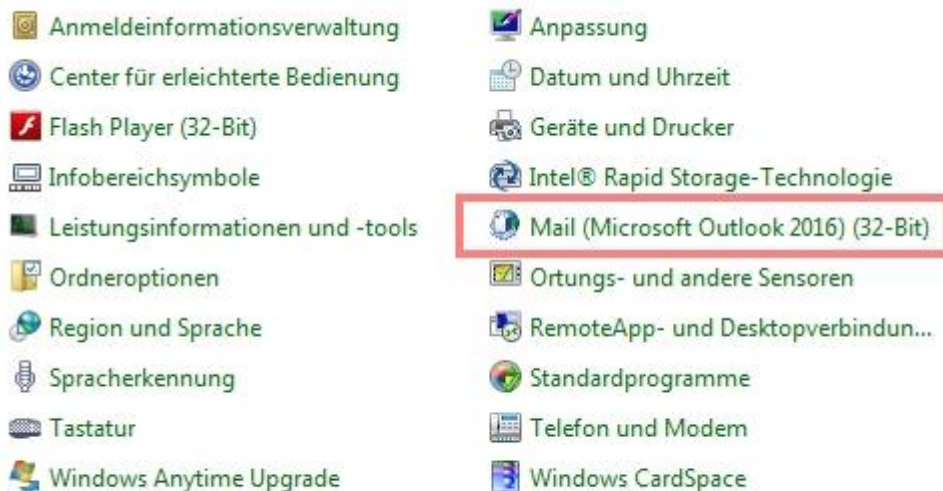 Anmeldeinformationsverwaltung
Anpassung
Center für erleichterte Bedienung
Datum und Uhrzeit
Flash Player (32-Bit)
Geräte und Drucker
Infobereichsymbole
Intel® Rapid Storage-Technologie
Leistungsinformationen und -tools
Mail (Microsoft Outlook 2016) (32-Bit)
Ordneroptionen
Ortungs- und andere Sensoren
Region und Sprache
RemoteApp- und Desktopverbindun...
Spracherkennung
Standardprogramme
Tastatur
Telefon und Modem
Windows Anytime Upgrade
Windows CardSpace